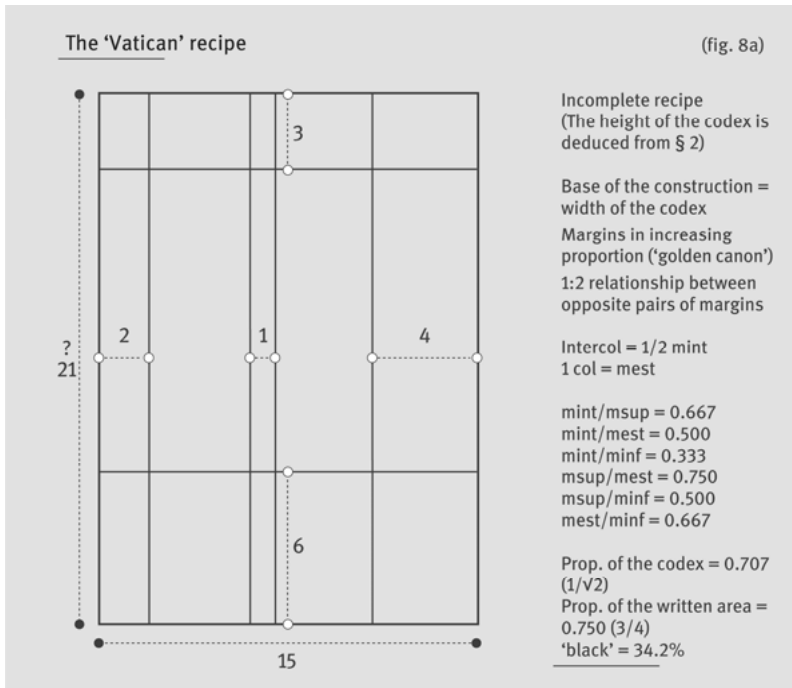 The ‘Vatican’ recipe
(fig. 8a)
3
2
1
4
?
21
6
15
Incomplete recipe
(The height of the codex is
deduced from § 2)
Base of the construction =
width of the codex
Margins in increasing
proportion (‘golden canon’)
1:2 relationship between
opposite pairs of margins
Intercol = 1/2 mint
1 col = mest
mint/msup = 0.667
mint/mest = 0.500
mint/minf = 0.333
msup/mest = 0.750
msup/minf = 0.500
mest/minf = 0.667
Prop. of the codex = 0.707
(1/√2)
Prop. of the written area =
0.750 (3/4)
‘black’ = 34.2%